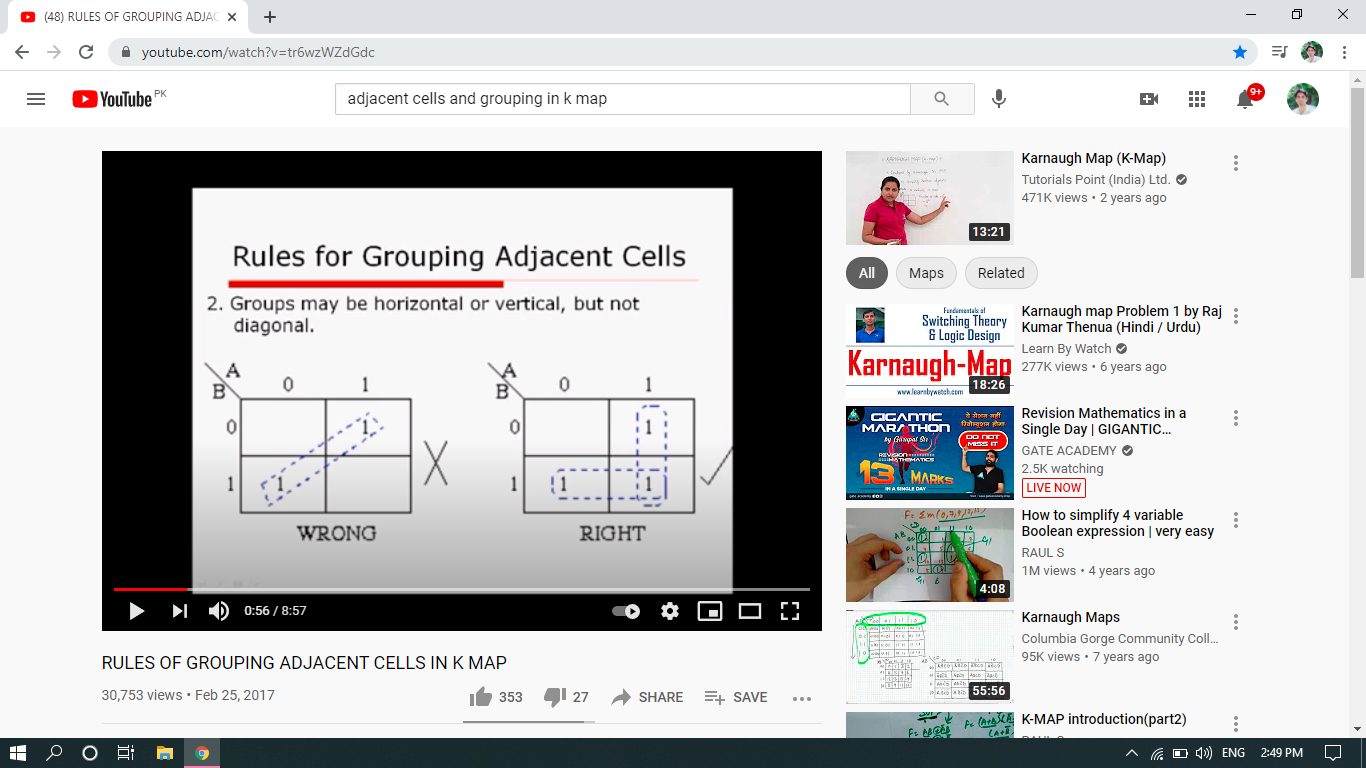 (48) RULES OF GROUPING ADJAC
youtube.com/watch?v=tr6wzWZdGdc
YouTube PK
adjacent cells and grouping in k map
9+
Rules for Grouping Adjacent Cells
2. Groups may be horizontal or vertical, but not
diagonal.
A
B
0 1
0 1
1 1
WRONG
A
B
0 1
0 1
1 1 1
RIGHT
0:56 / 8:57
RULES OF GROUPING ADJACENT CELLS IN K MAP
30,753 views • Feb 25, 2017
353
27
SHARE
SAVE
13:21
Karnaugh Map (K-Map)
Tutorials Point (India) Ltd.
471K views • 2 years ago
All
Maps
Related
Fundamentals of
Switching Theory
& Logic Design
Karnaugh-Map
www.learnbywatch.com
18:26
Karnaugh map Problem 1 by Raj
Kumar Thenua (Hindi / Urdu)
Learn By Watch
277K views • 6 years ago
GIGANTIC
MARATHON
by Gurupal Sir
DO NOT
MISS IT
REVISION
MATHEMATICS
13 MARKS
IN A SINGLE DAY
Revision Mathematics in a
Single Day | GIGANTIC...
GATE ACADEMY
2.5K watching
LIVE NOW
4:08
How to simplify 4 variable
Boolean expression | very easy
RAUL S
1M views • 4 years ago
55:56
Karnaugh Maps
Columbia Gorge Community Coll...
95K views • 7 years ago
K-MAP introduction(part2)
ENG
2:49 PM